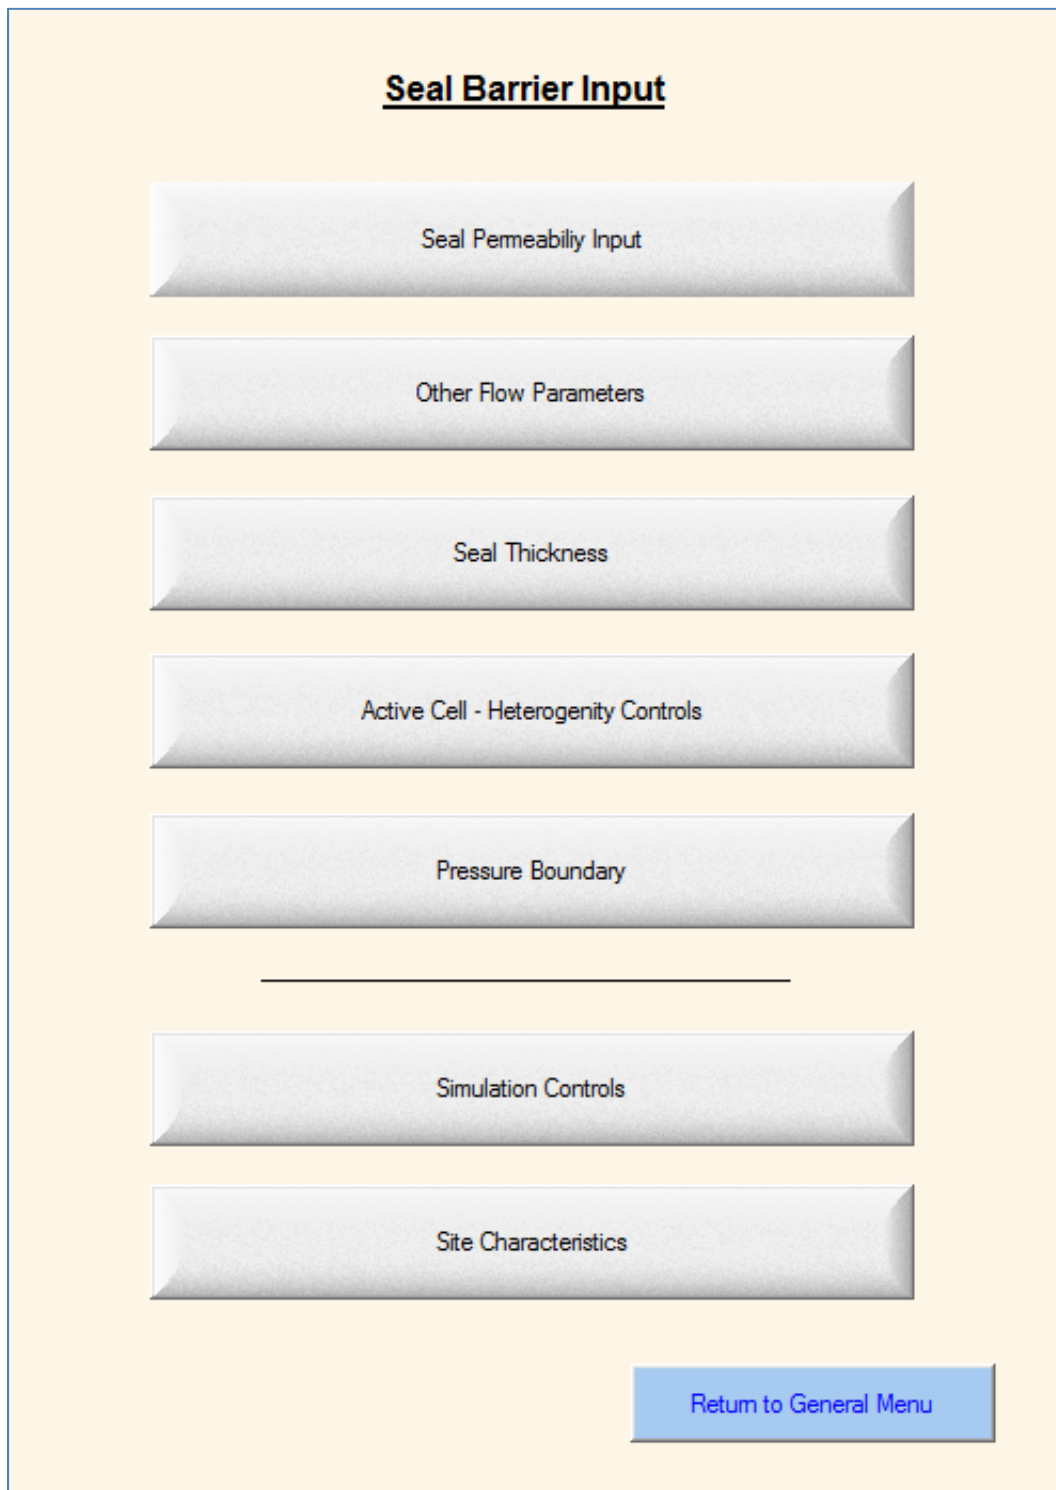 Seal Barrier Input
Seal Permeabiliy Input
Other Flow Parameters
Seal Thickness
Active Cell - Heterogenity Controls
Pressure Boundary
Simulation Controls
Site Characteristics
Return to General Menu